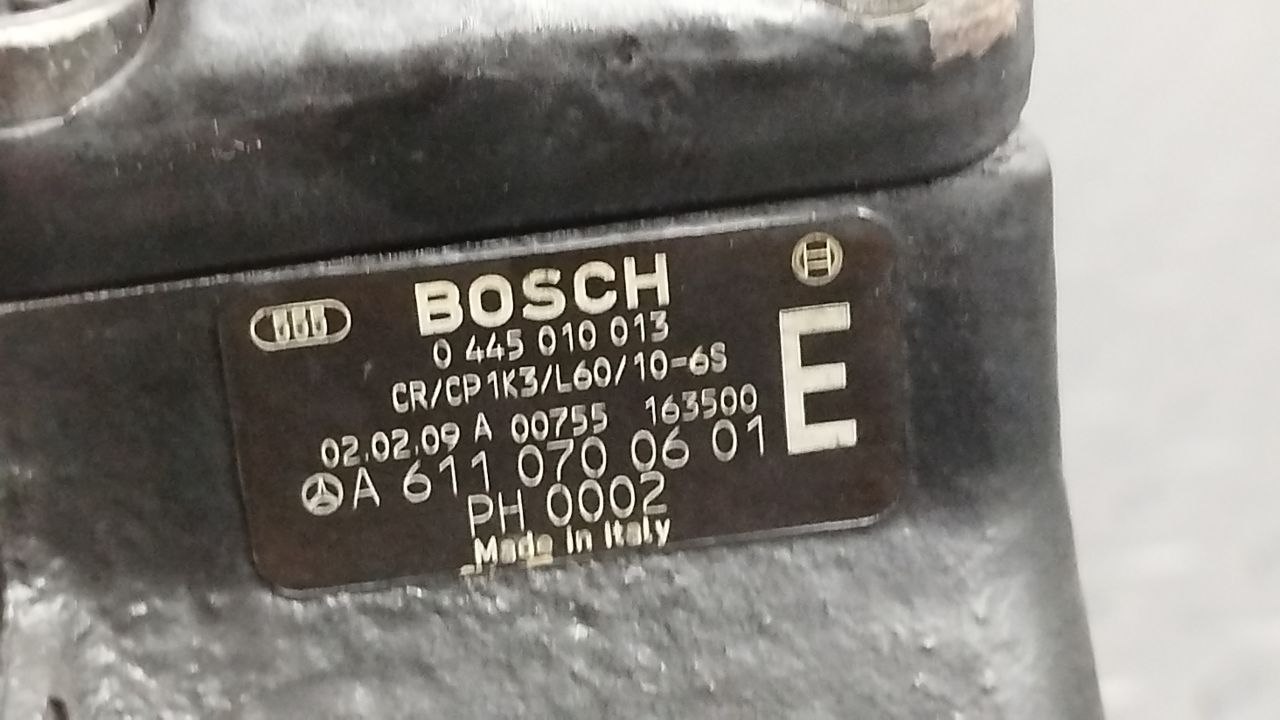 BOSCH
0 445 010 013
CR/CP1K3/L60/10-6S
02.02.09 A 00755 163500
A 611 070 06 01
PH 0002
Made in Italy
E